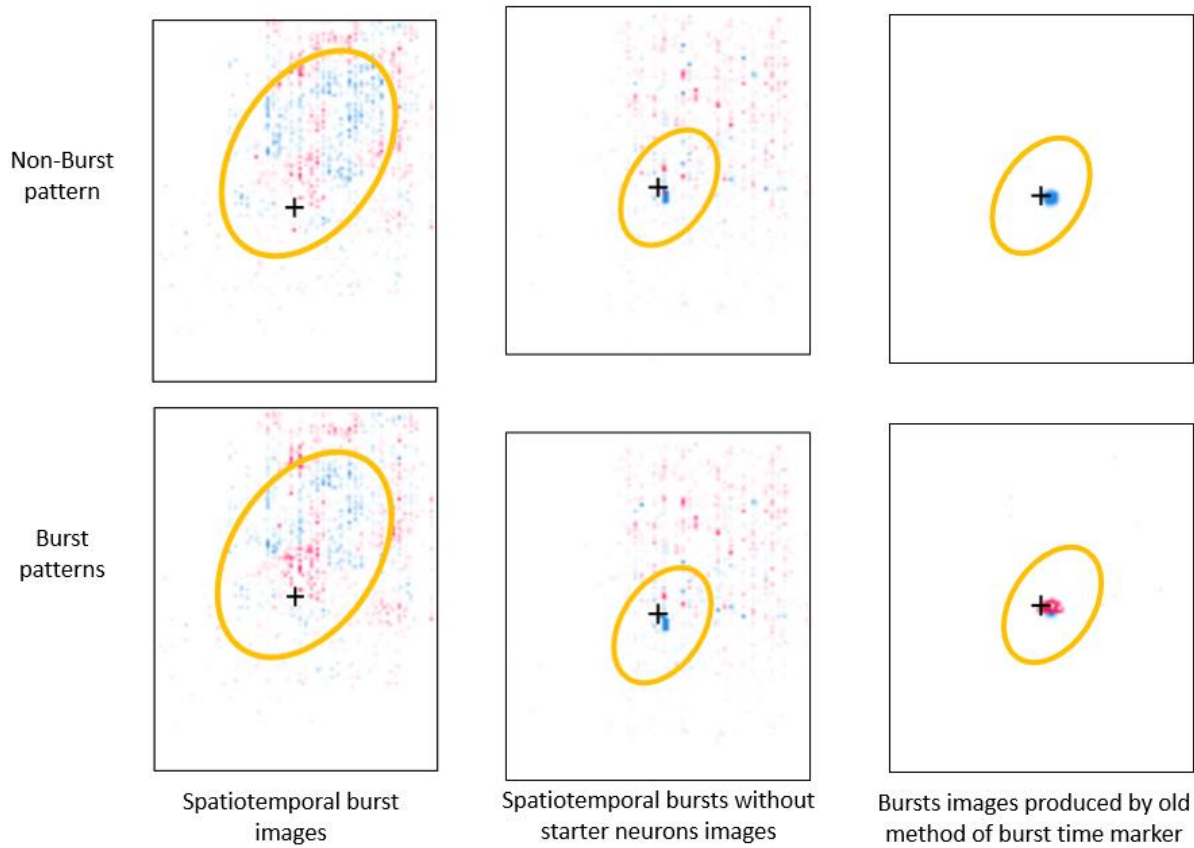 Non-Burst
pattern
Burst
patterns
Spatiotemporal burst
images
Spatiotemporal bursts without
starter neurons images
Bursts images produced by old
method of burst time marker